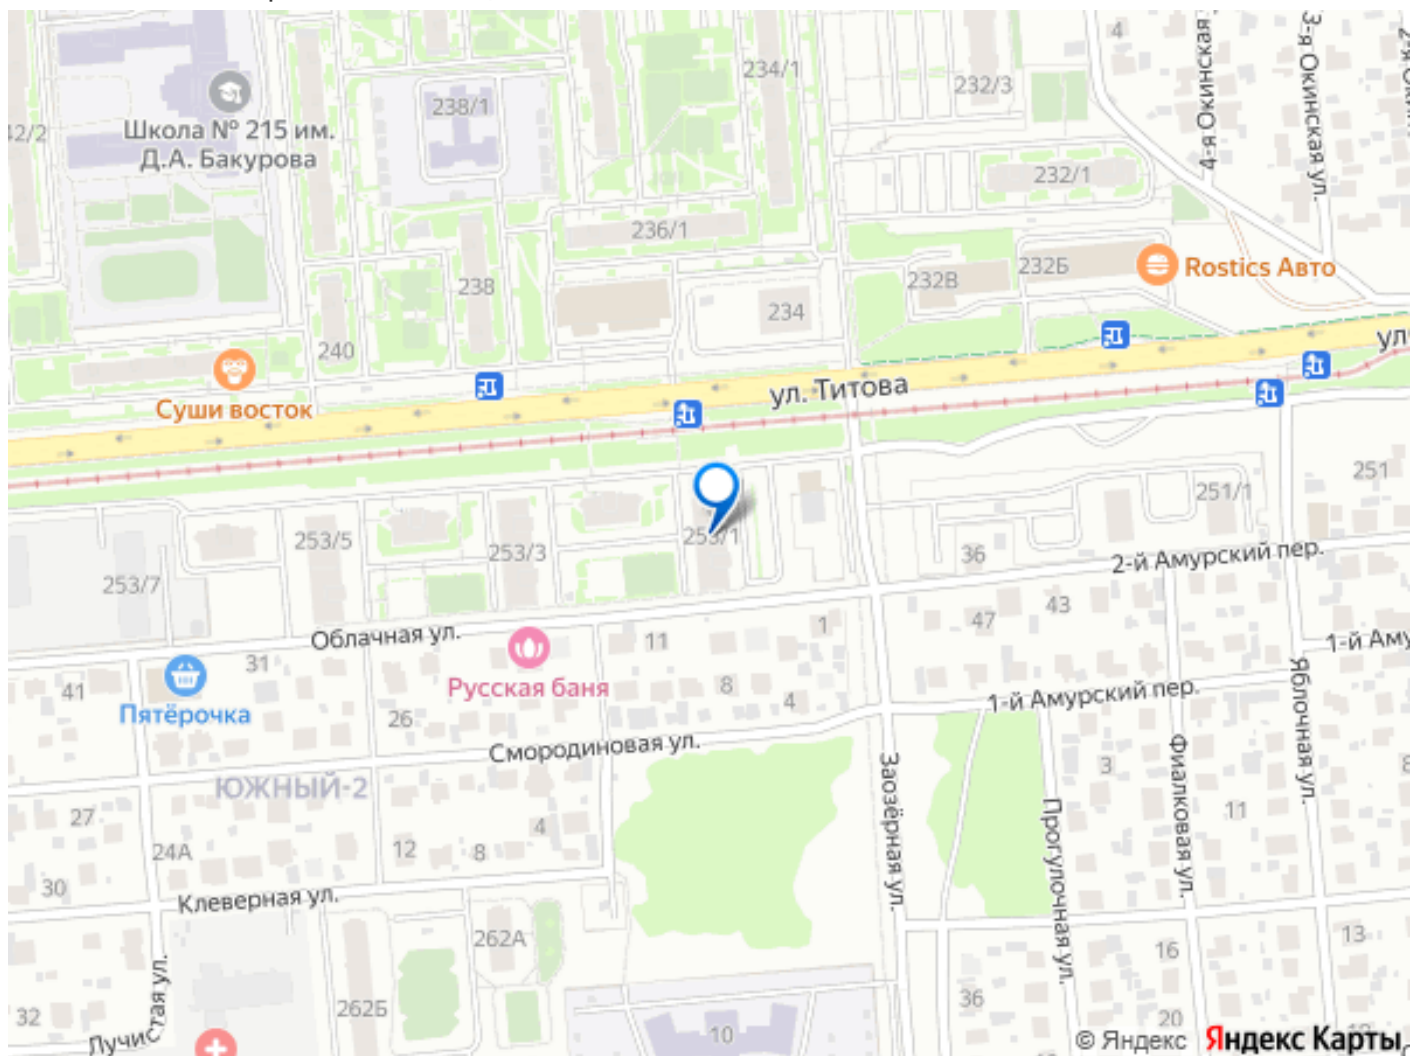 4
3-я Окинская ул.
4-я Окинская
234/1
232/3
42/2
Школа № 215 им.
Д.А. Бакурова
238/1
232/1
236/1
238
232В
232Б
Rostics Авто
234
240
Суши восток
ул. Титова
251
251/1
253/5
253/3
253/1
36
2-й Амурский пер.
253/7
43
47
1
11
Облачная ул.
31
41
Пятёрочка
Русская баня
8
4
1-й Аму
1-й Амурский пер.
26
Смородиновая ул.
ЮЖНЫЙ-2
Заозёрная ул.
Фиалковая ул.
Яблочная ул.
3
11
8
27
24А
12
8
4
Прогулочная ул.
30
Клеверная ул.
262А
13
16
Лучистая ул.
32
262Б
10
36
20
© Яндекс Яндекс Карты